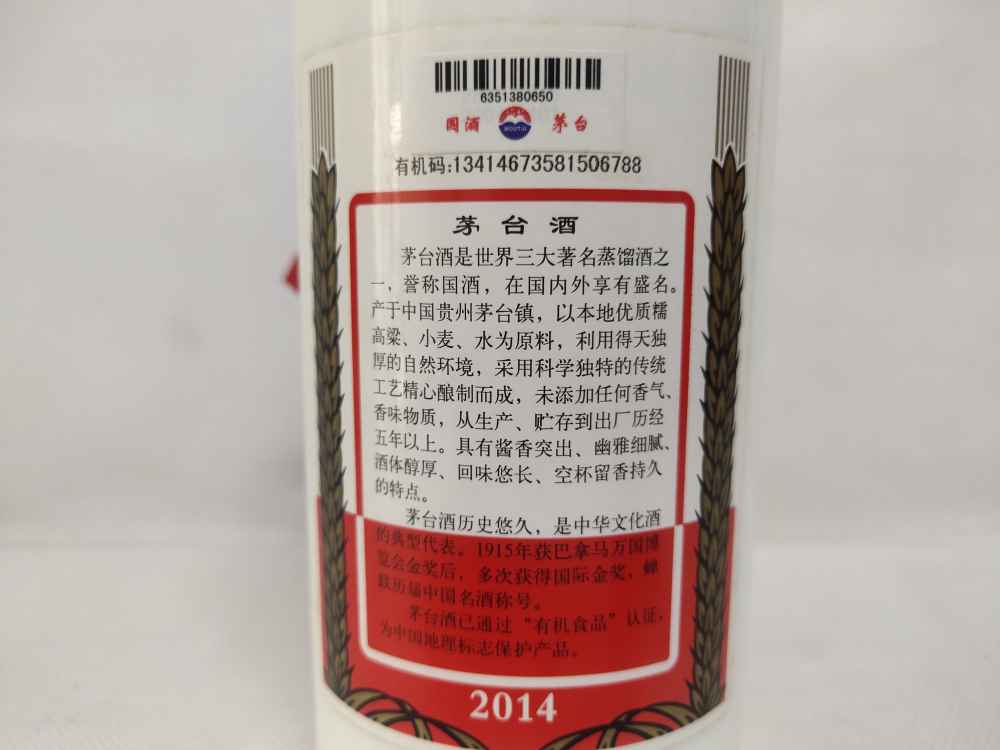 6351380650
国酒 茅台
MOUTAI
有机码:13414673581506788
茅台酒
茅台酒是世界三大著名蒸馏酒之
一，誉称国酒，在国内外享有盛名。
产于中国贵州茅台镇，以本地优质糯
高粱、小麦、水为原料，利用得天独
厚的自然环境，采用科学独特的传统
工艺精心酿制而成，未添加任何香气、
香味物质，从生产、贮存到出厂历经
五年以上。具有酱香突出、幽雅细腻、
酒体醇厚、回味悠长、空杯留香持久
的特点。
茅台酒历史悠久，是中华文化酒
的典型代表。1915年获巴拿马万国博
览会金奖后，多次获得国际金奖、蝉
联历届中国名酒称号。
茅台酒已通过“有机食品”认证，
为中国地理标志保护产品。
2014